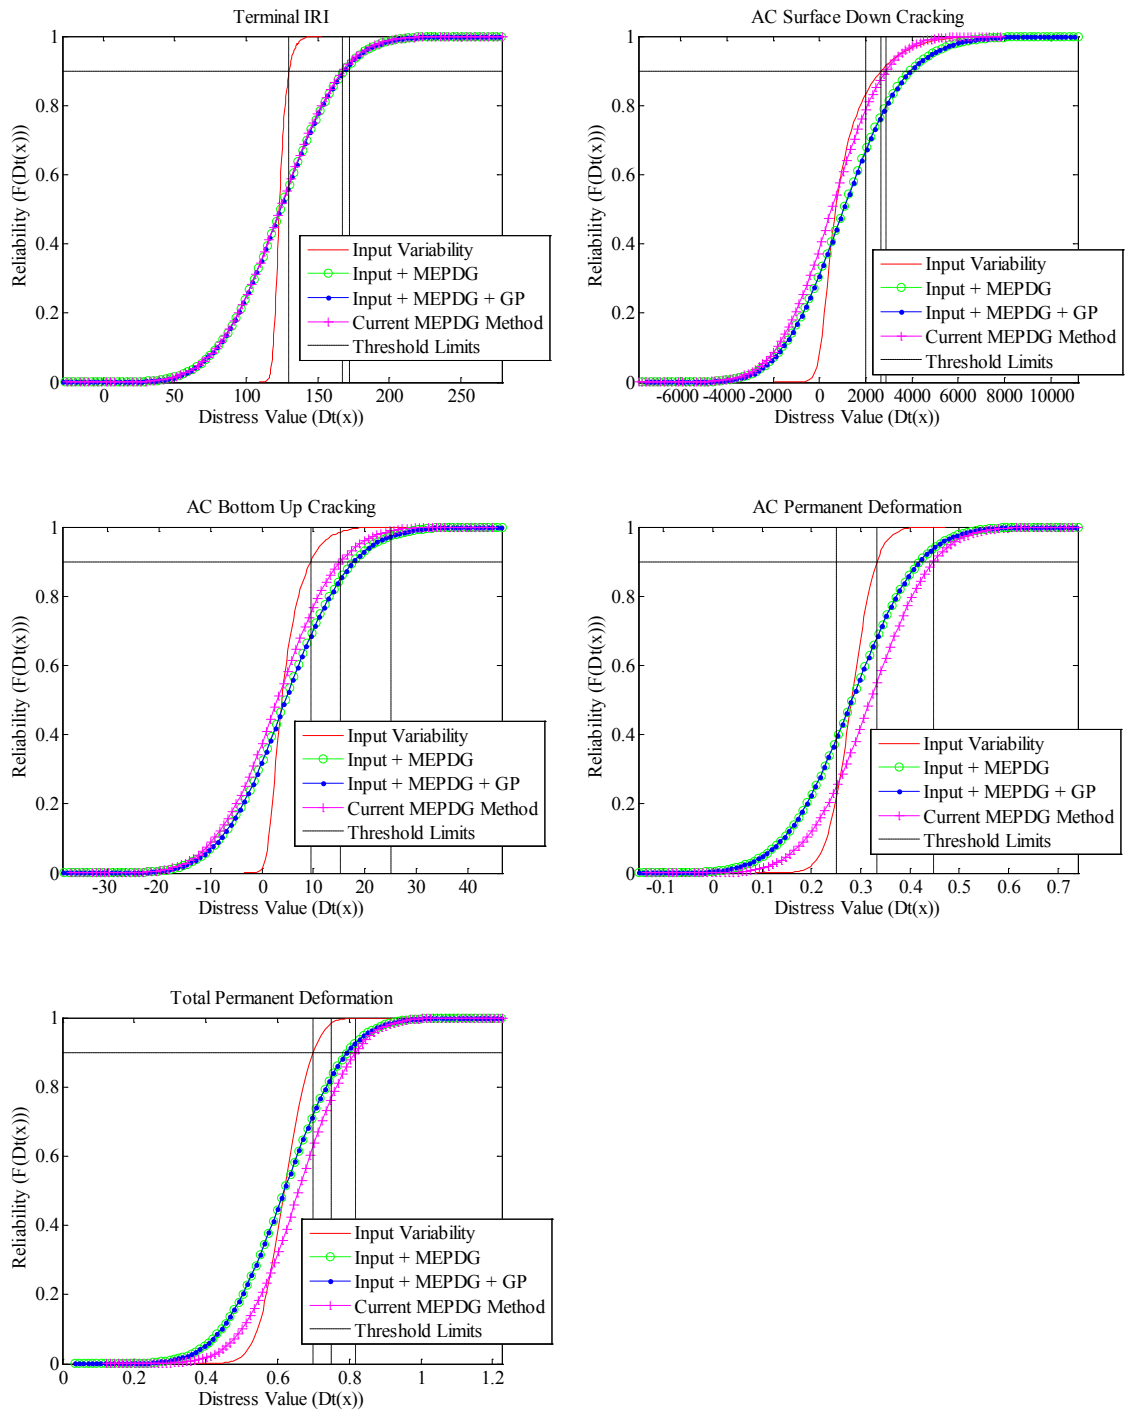 Terminal IRI
1
0.8
0.6
0.4
0.2
0
Reliability (F(Dt(x)))
0 50 100 150 200 250
Distress Value (Dt(x))
Input Variability
Input + MEPDG
Input + MEPDG + GP
Current MEPDG Method
Threshold Limits
AC Surface Down Cracking
1
0.8
0.6
0.4
0.2
0
Reliability (F(Dt(x)))
-6000 -4000 -2000 0 2000 4000 6000 8000 10000
Distress Value (Dt(x))
Input Variability
Input + MEPDG
Input + MEPDG + GP
Current MEPDG Method
Threshold Limits
AC Bottom Up Cracking
1
0.8
0.6
0.4
0.2
0
Reliability (F(Dt(x)))
-30 -20 -10 0 10 20 30 40
Distress Value (Dt(x))
Input Variability
Input + MEPDG
Input + MEPDG + GP
Current MEPDG Method
Threshold Limits
AC Permanent Deformation
1
0.8
0.6
0.4
0.2
0
Reliability (F(Dt(x)))
-0.1 0 0.1 0.2 0.3 0.4 0.5 0.6 0.7
Distress Value (Dt(x))
Input Variability
Input + MEPDG
Input + MEPDG + GP
Current MEPDG Method
Threshold Limits
Total Permanent Deformation
1
0.8
0.6
0.4
0.2
0
Reliability (F(Dt(x)))
0 0.2 0.4 0.6 0.8 1 1.2
Distress Value (Dt(x))
Input Variability
Input + MEPDG
Input + MEPDG + GP
Current MEPDG Method
Threshold Limits